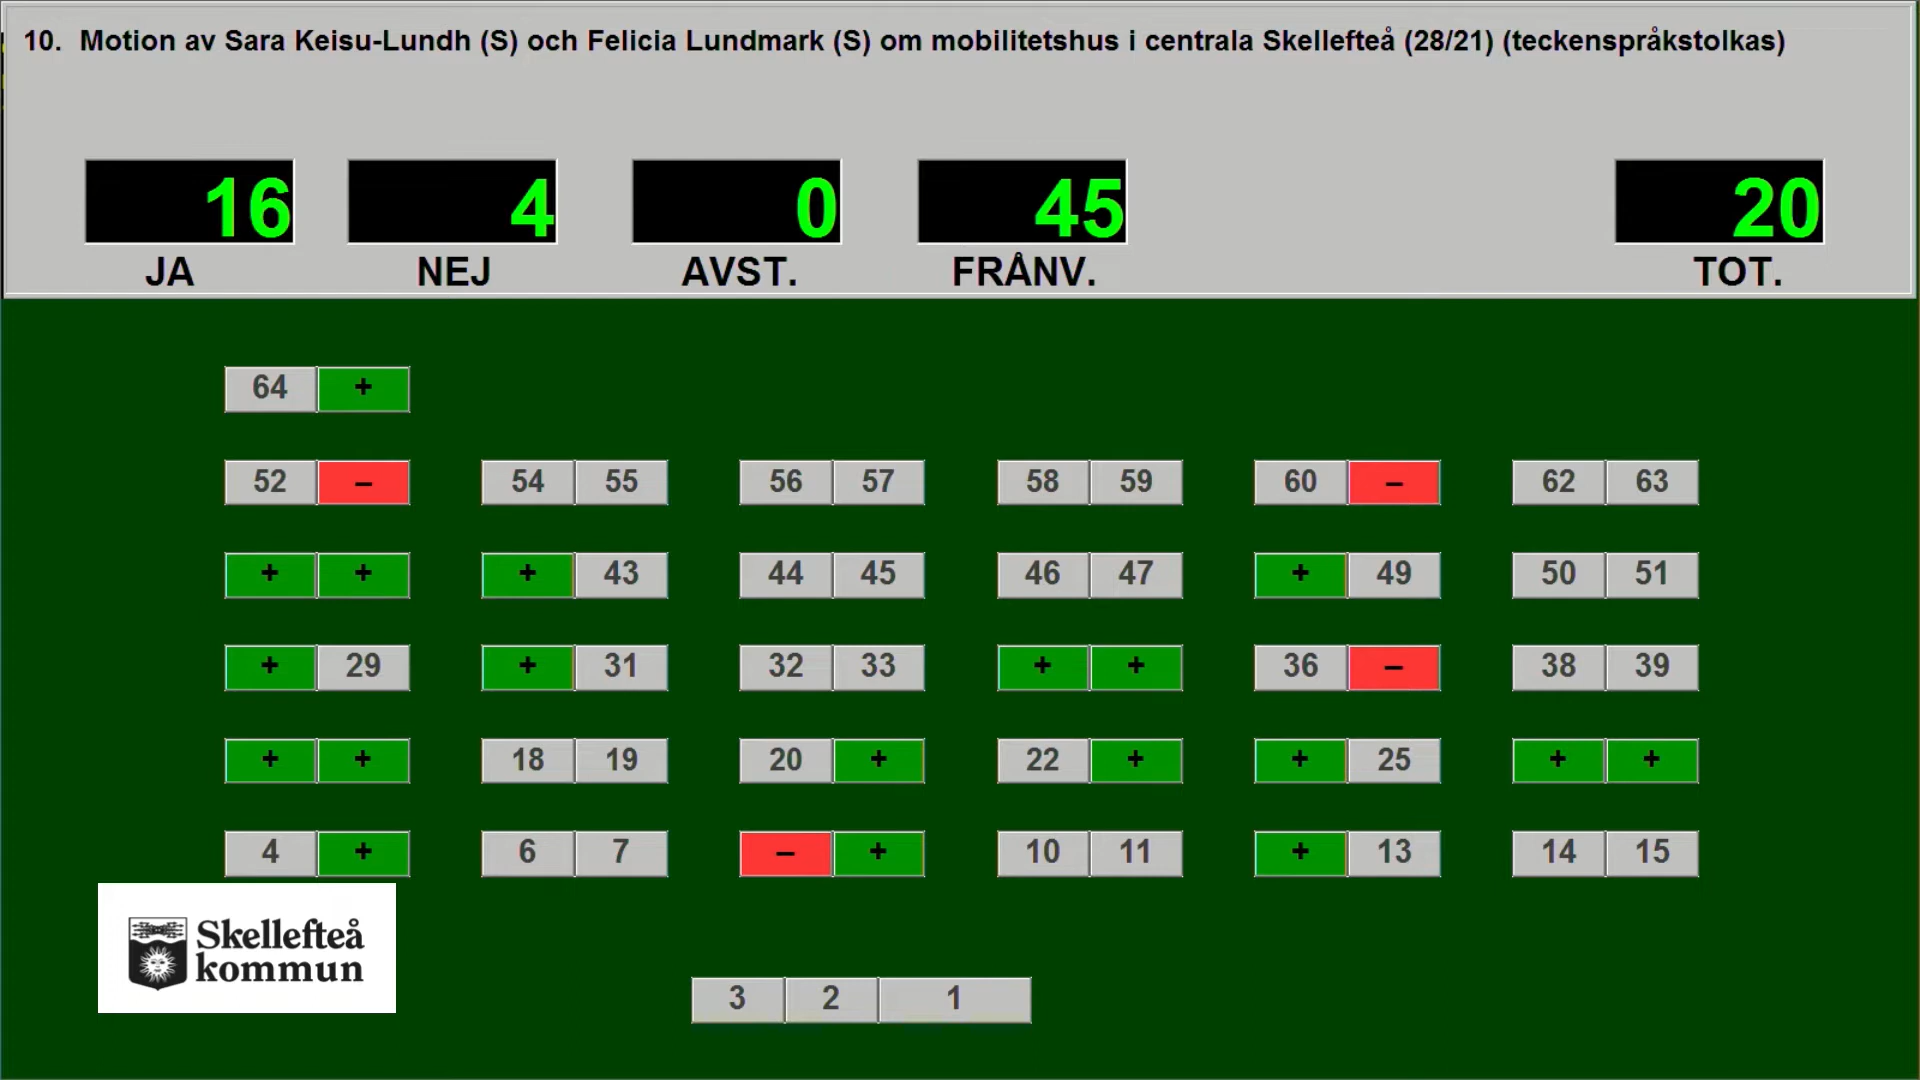 10. Motion av Sara Keisu-Lundh (S) och Felicia Lundmark (S) om mobilitetshus i centrala Skellefteå (28/21) (teckenspråkstolkas)
16 4 0 45 20
JA NEJ AVST. FRÅNV. TOT.
64 +
52 – 54 55 56 57 58 59 60 – 62 63
+ + + 43 44 45 46 47 + 49 50 51
+ 29 + 31 32 33 + + 36 – 38 39
+ + 18 19 20 + 22 + + 25 + +
4 + 6 7 – + 10 11 + 13 14 15
Skellefteå
kommun
3 2 1